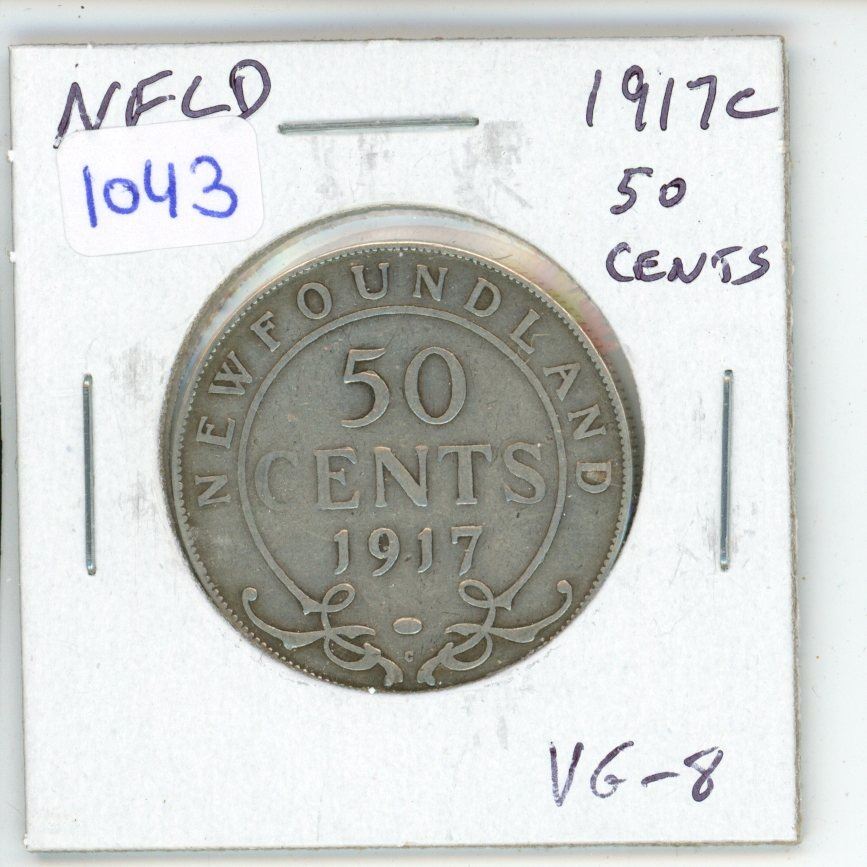 NFLD
1917c
1043
50
CENTS
NEWFOUNDLAND
50
CENTS
1917
C
VG-8